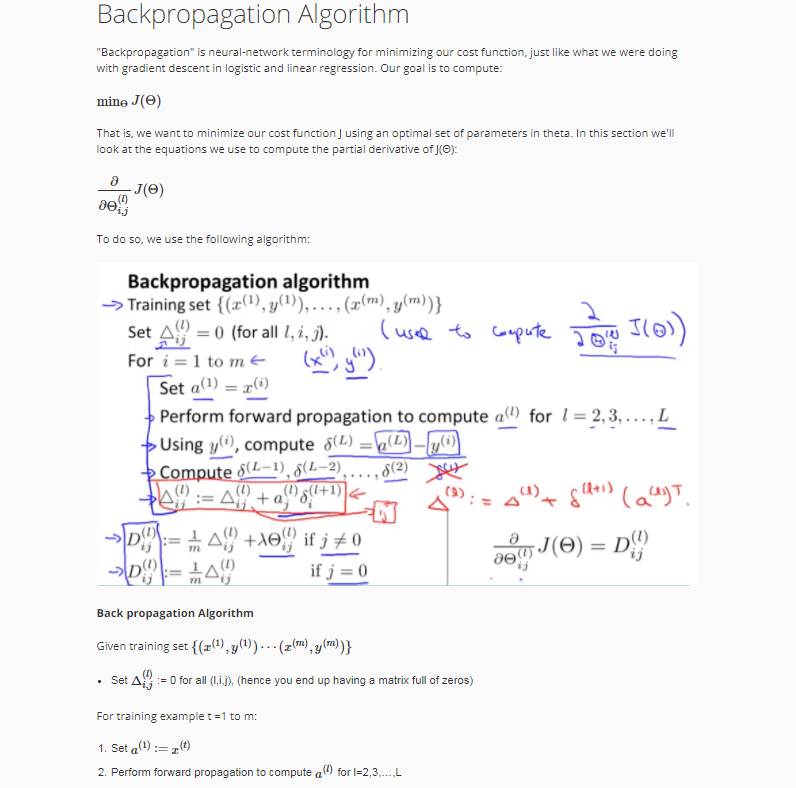 Backpropagation Algorithm
"Backpropagation" is neural-network terminology for minimizing our cost function, just like what we were doing
with gradient descent in logistic and linear regression. Our goal is to compute:
min_Θ J(Θ)
That is, we want to minimize our cost function J using an optimal set of parameters in theta. In this section we'll
look at the equations we use to compute the partial derivative of J(Θ):
∂/∂Θ_{i,j}^{(l)} J(Θ)
To do so, we use the following algorithm:
Backpropagation algorithm
→ Training set {(x^{(1)}, y^{(1)}), . . . , (x^{(m)}, y^{(m)})}
Set Δ_{ij}^{(l)} = 0 (for all l, i, j). (used to compute ∂/∂Θ_{ij}^{(l)} J(Θ))
For i = 1 to m ← (x^{(i)}, y^{(i)}).
Set a^{(1)} = x^{(i)}
Perform forward propagation to compute a^{(l)} for l = 2, 3, . . . , L
→ Using y^{(i)}, compute δ^{(L)} = a^{(L)} − y^{(i)}
→ Compute δ^{(L−1)}, δ^{(L−2)}, . . . , δ^{(2)} δ^{(1)}
→ Δ_{ij}^{(l)} := Δ_{ij}^{(l)} + a_j^{(l)} δ_i^{(l+1)} ← Δ^{(l)} := Δ^{(l)} + δ^{(l+1)} (a^{(l)})^T.
i,j
→ D_{ij}^{(l)} := 1/m Δ_{ij}^{(l)} + λΘ_{ij}^{(l)} if j ≠ 0
→ D_{ij}^{(l)} := 1/m Δ_{ij}^{(l)} if j = 0
∂/∂Θ_{ij}^{(l)} J(Θ) = D_{ij}^{(l)}
Back propagation Algorithm
Given training set {(x^{(1)}, y^{(1)}) ⋯ (x^{(m)}, y^{(m)})}
• Set Δ_{i,j}^{(l)} := 0 for all (l,i,j), (hence you end up having a matrix full of zeros)
For training example t =1 to m:
1. Set a^{(1)} := x^{(t)}
2. Perform forward propagation to compute a^{(l)} for l=2,3,…,L